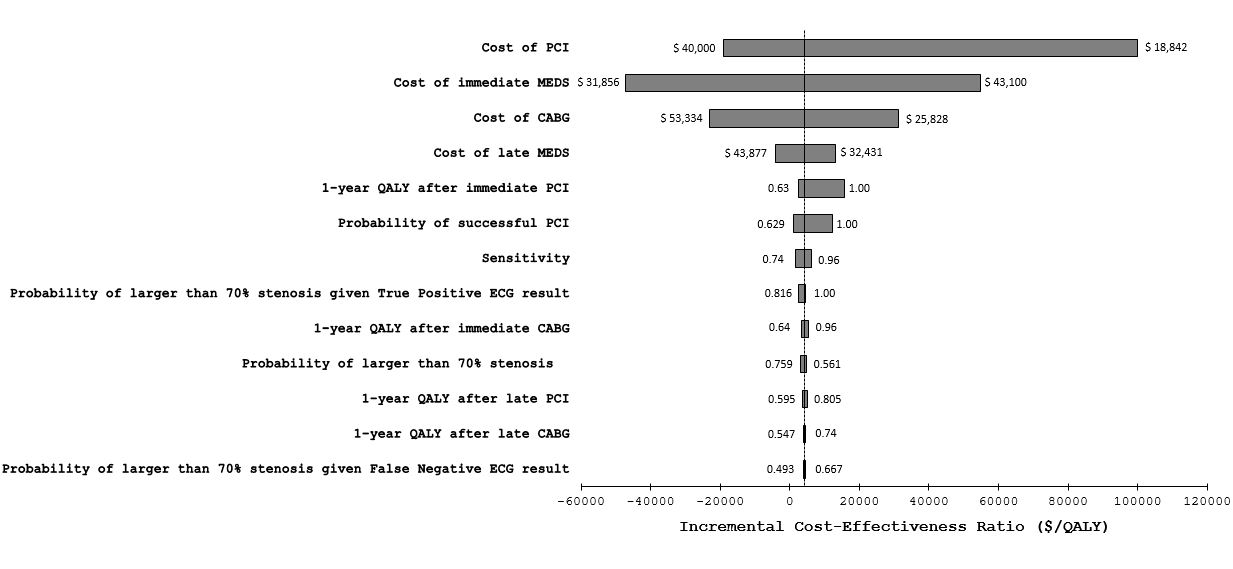 Cost of PCI $ 40,000 $ 18,842
Cost of immediate MEDS $ 31,856 $ 43,100
Cost of CABG $ 53,334 $ 25,828
Cost of late MEDS $ 43,877 $ 32,431
1-year QALY after immediate PCI 0.63 1.00
Probability of successful PCI 0.629 1.00
Sensitivity 0.74 0.96
Probability of larger than 70% stenosis given True Positive ECG result 0.816 1.00
1-year QALY after immediate CABG 0.64 0.96
Probability of larger than 70% stenosis 0.759 0.561
1-year QALY after late PCI 0.595 0.805
1-year QALY after late CABG 0.547 0.74
Probability of larger than 70% stenosis given False Negative ECG result 0.493 0.667
-60000 -40000 -20000 0 20000 40000 60000 80000 100000 120000
Incremental Cost-Effectiveness Ratio ($/QALY)